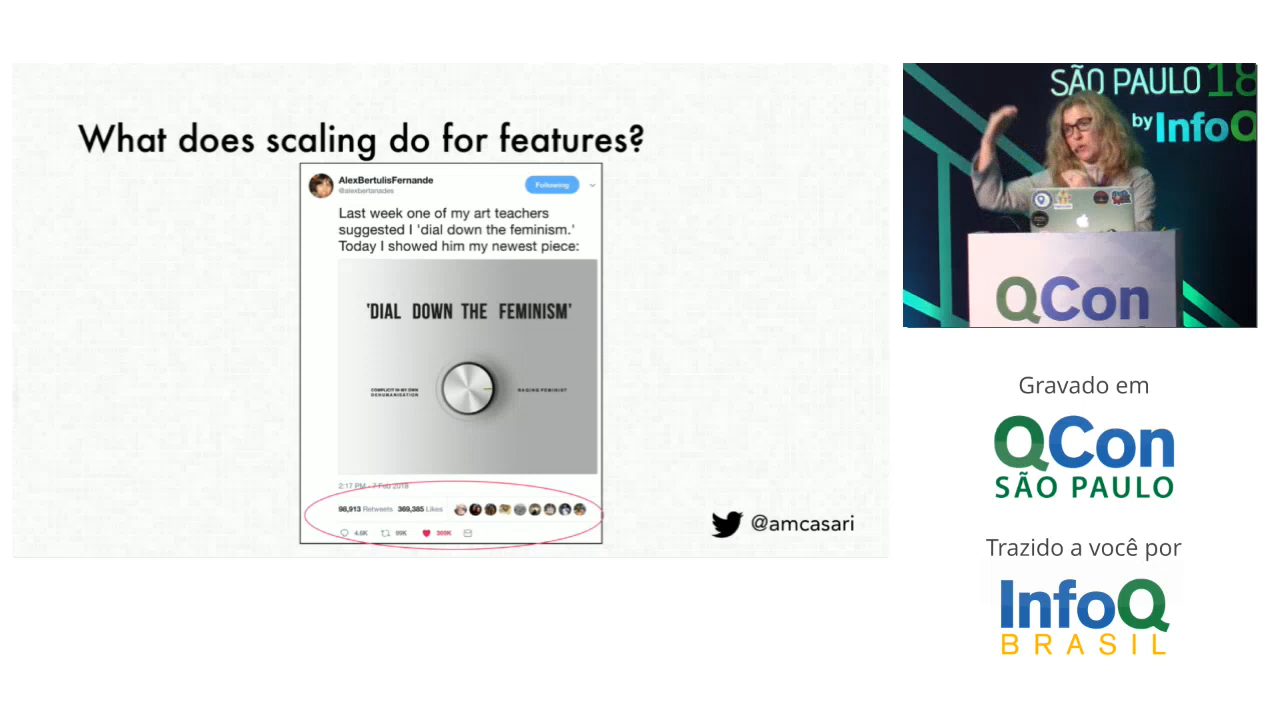 What does scaling do for features?
AlexBertulisFernande
@alexbertanades
Following
Last week one of my art teachers
suggested I 'dial down the feminism.'
Today I showed him my newest piece:
'DIAL DOWN THE FEMINISM'
COMPLICIT IN MY OWN
DEHUMANISATION
RAGING FEMINIST
2:17 PM - 7 Feb 2018
98,913 Retweets 369,385 Likes
4.6K 99K 369K
@amcasari
SÃO PAULO 18
by InfoQ
QCon
Gravado em
QCon
SÃO PAULO
Trazido a você por
InfoQ
BRASIL